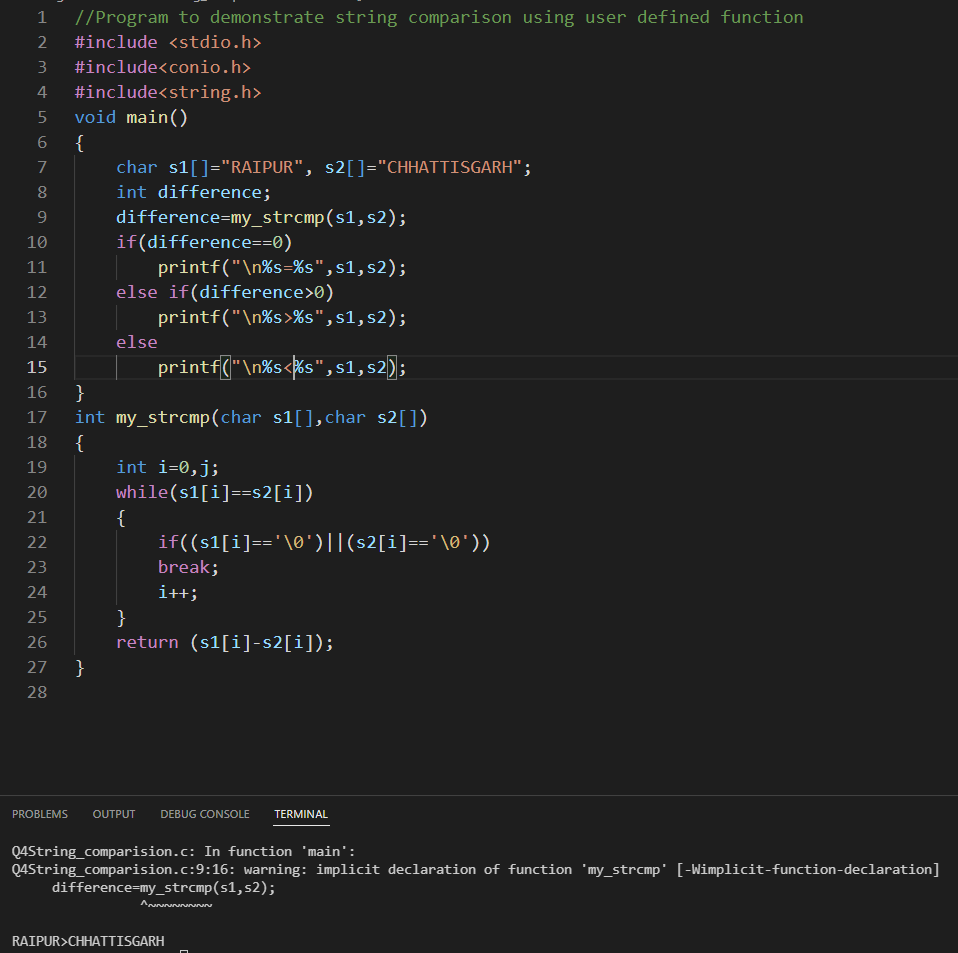 1 //Program to demonstrate string comparison using user defined function
2 #include <stdio.h>
3 #include<conio.h>
4 #include<string.h>
5 void main()
6 {
7     char s1[]="RAIPUR", s2[]="CHHATTISGARH";
8     int difference;
9     difference=my_strcmp(s1,s2);
10     if(difference==0)
11         printf("\n%s=%s",s1,s2);
12     else if(difference>0)
13         printf("\n%s>%s",s1,s2);
14     else
15         printf("\n%s<%s",s1,s2);
16 }
17 int my_strcmp(char s1[],char s2[])
18 {
19     int i=0,j;
20     while(s1[i]==s2[i])
21     {
22         if((s1[i]=='\0')||(s2[i]=='\0'))
23         break;
24         i++;
25     }
26     return (s1[i]-s2[i]);
27 }
28
PROBLEMS OUTPUT DEBUG CONSOLE TERMINAL
Q4String_comparision.c: In function 'main':
Q4String_comparision.c:9:16: warning: implicit declaration of function 'my_strcmp' [-Wimplicit-function-declaration]
     difference=my_strcmp(s1,s2);
                ^~~~~~~~~
RAIPUR>CHHATTISGARH